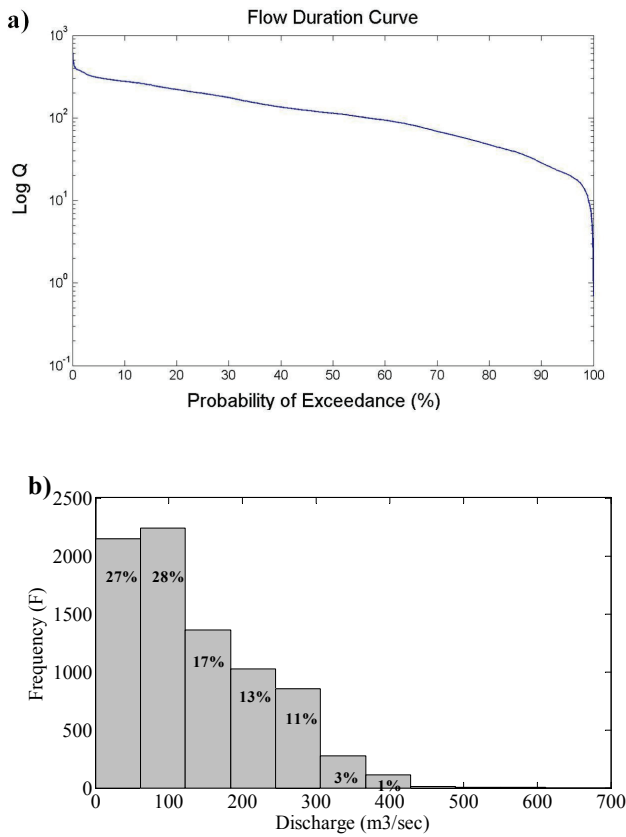 a)
Flow Duration Curve
10^3
10^2
10^1
10^0
10^-1
Log Q
0 10 20 30 40 50 60 70 80 90 100
Probability of Exceedance (%)
b)
2500
2000
1500
1000
500
0
Frequency (F)
27% 28% 17% 13% 11% 3% 1%
0 100 200 300 400 500 600 700
Discharge (m3/sec)